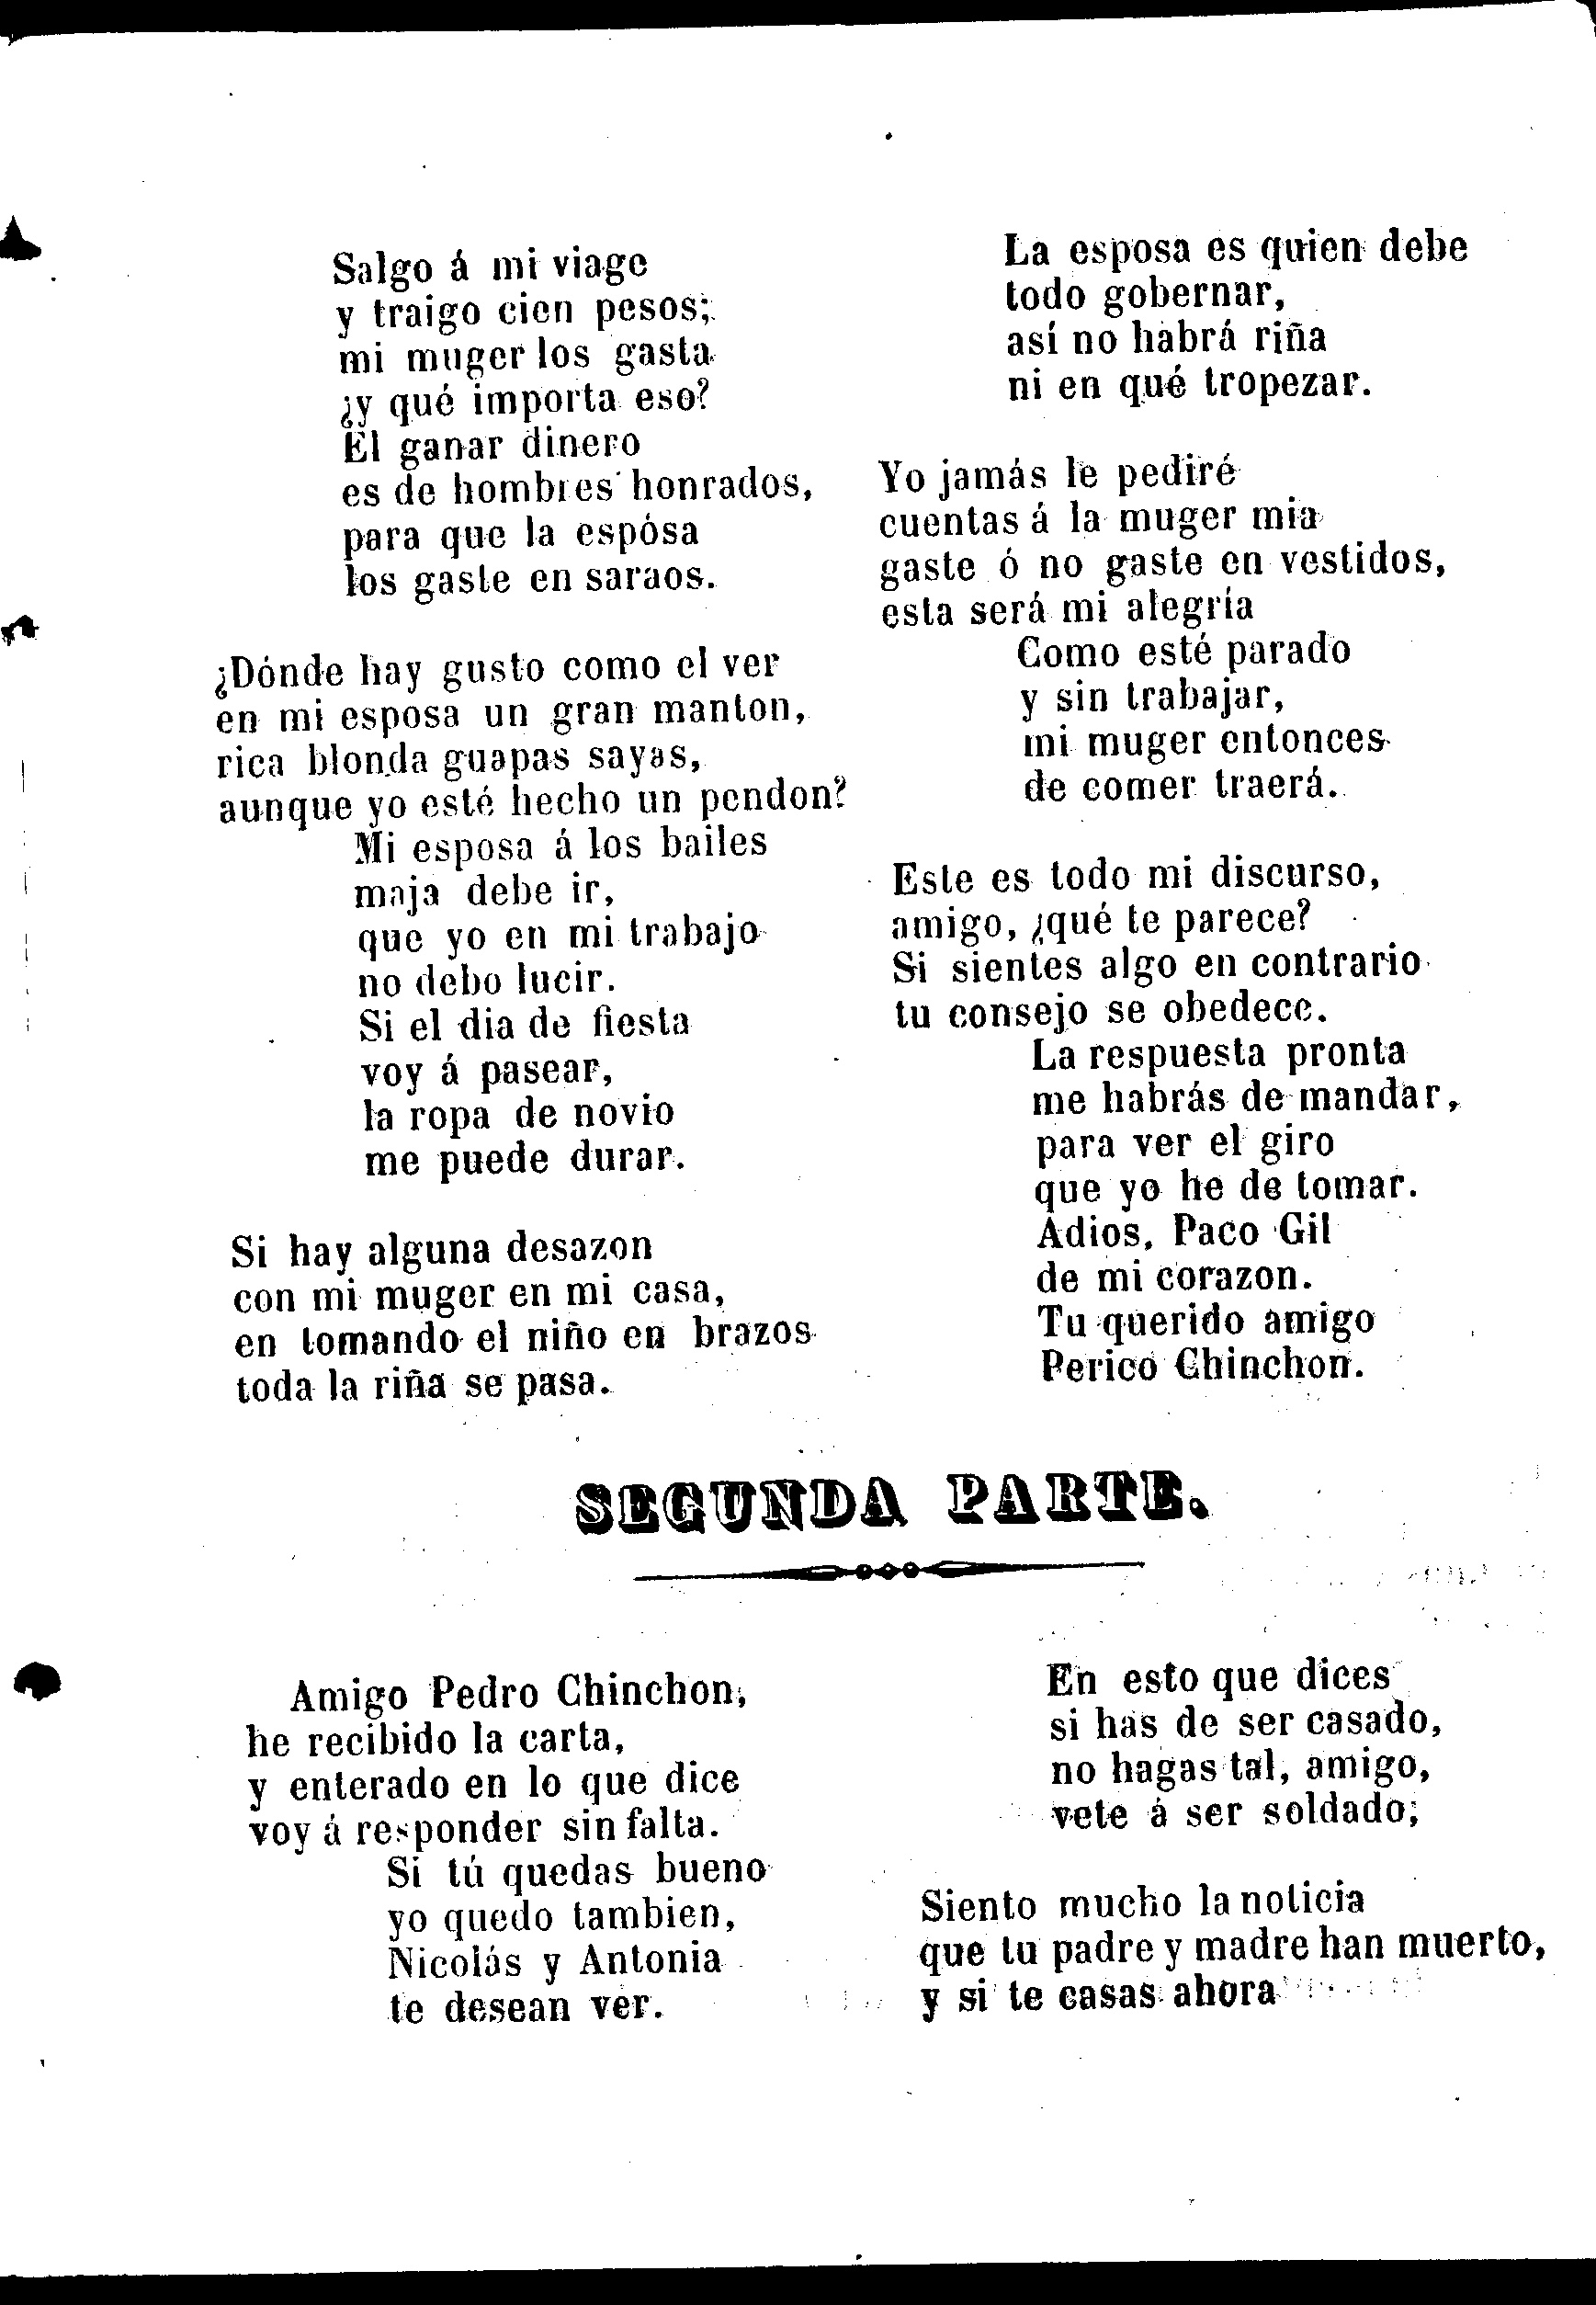 Salgo á mi viage
y traigo cien pesos;
mi muger los gasta
¿y qué importa eso?
El ganar dinero
es de hombres honrados,
para que la espósa
los gaste en saraos.
¿Dónde hay gusto como el ver
en mi esposa un gran manton,
rica blonda guapas sayas,
aunque yo esté hecho un pendon?
Mi esposa á los bailes
maja debe ir,
que yo en mi trabajo
no debo lucir.
Si el dia de fiesta
voy á pasear,
la ropa de novio
me puede durar.
Si hay alguna desazon
con mi muger en mi casa,
en tomando el niño en brazos
toda la riña se pasa.
La esposa es quien debe
todo gobernar,
así no habrá riña
ni en qué tropezar.
Yo jamás le pediré
cuentas á la muger mia
gaste ó no gaste en vestidos,
esta será mi alegría
Como esté parado
y sin trabajar,
mi muger entonces
de comer traerá.
Este es todo mi discurso,
amigo, ¿qué te parece?
Si sientes algo en contrario
tu consejo se obedece.
La respuesta pronta
me habrás de mandar,
para ver el giro
que yo he de tomar.
Adios, Paco Gil
de mi corazon.
Tu querido amigo
Perico Chinchon.
SEGUNDA PARTE.
Amigo Pedro Chinchon,
he recibido la carta,
y enterado en lo que dice
voy á responder sin falta.
Si tú quedas bueno
yo quedo tambien,
Nicolás y Antonia
te desean ver.
En esto que dices
si has de ser casado,
no hagas tal, amigo,
vete á ser soldado;
Siento mucho la noticia
que tu padre y madre han muerto,
y si te casas ahora